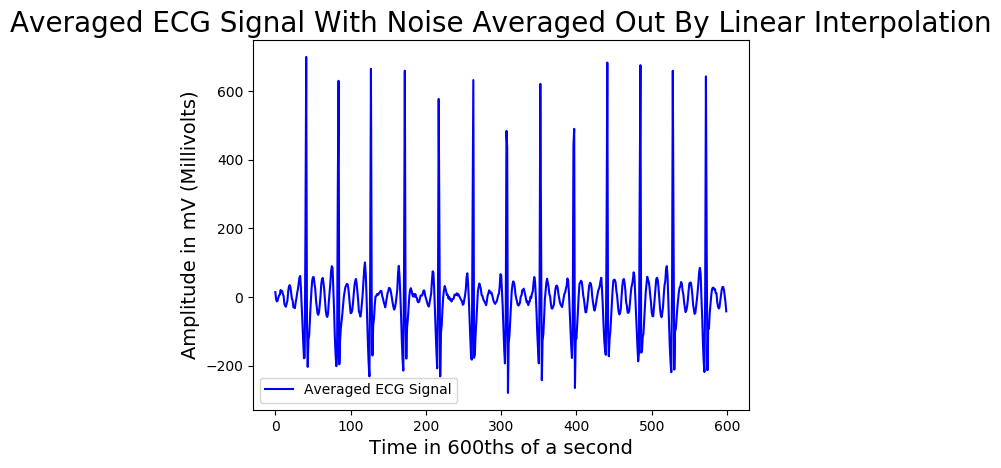 Averaged ECG Signal With Noise Averaged Out By Linear Interpolation
Amplitude in mV (Millivolts)
600
400
200
0
−200
Averaged ECG Signal
0 100 200 300 400 500 600
Time in 600ths of a second